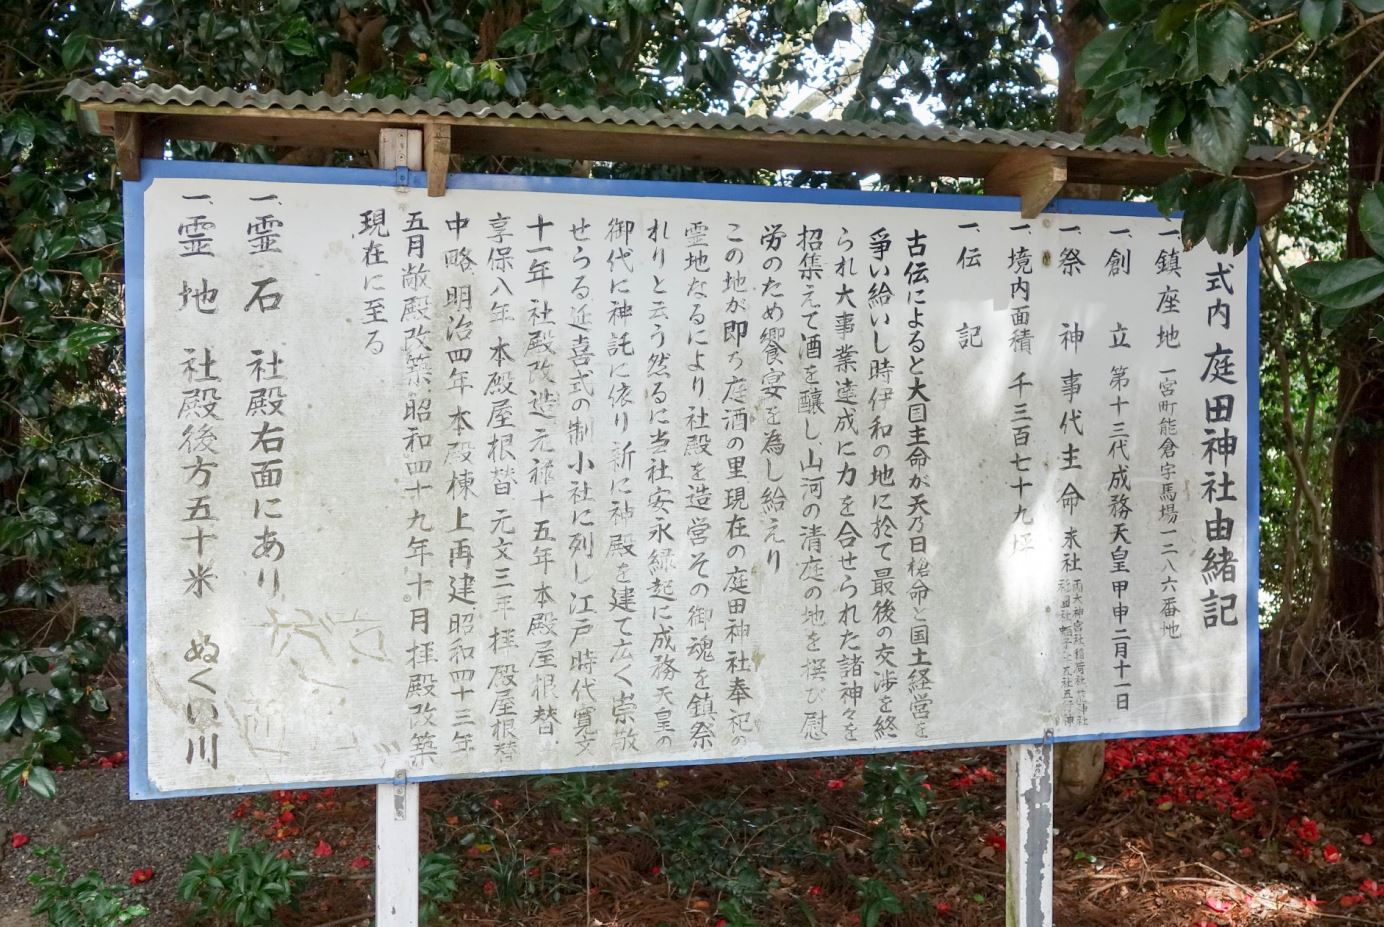 式内 庭田神社由緒記
一、鎮座地 一宮町能倉字馬場一二八六番地
一、創立 第十三代成務天皇甲申二月十一日
一、祭神 事代主命 末社
一、境内面積 千三百七十九坪
一、伝記
古伝によると大国主命が天乃日槍命と国土経営を
争い給いし時伊和の地に於て最後の交渉を終
られ大事業達成に力を合せられた諸神々を
招集えて酒を醸し、山河の清庭の地を撰び慰
労のため饗宴を為し給えり
この地が即ち庭酒の里現在の庭田神社奉祀の
霊地なるにより社殿を造営その御魂を鎮祭
れりと云う然るに当社安永縁起に成務天皇の
御代に神託に依り新に神殿を建て広く崇敬
せらる延喜式の制小社に列し江戸時代寛文
十一年社殿改造元禄十五年本殿屋根替
享保八年本殿屋根替元文三年拝殿屋根替
中略明治四年本殿棟上再建昭和四十三年
五月敞殿改築昭和四十九年十月拝殿改築
現在に至る
一、霊石 社殿右面にあり
一、霊地 社殿後方五十米 ぬくゐ川